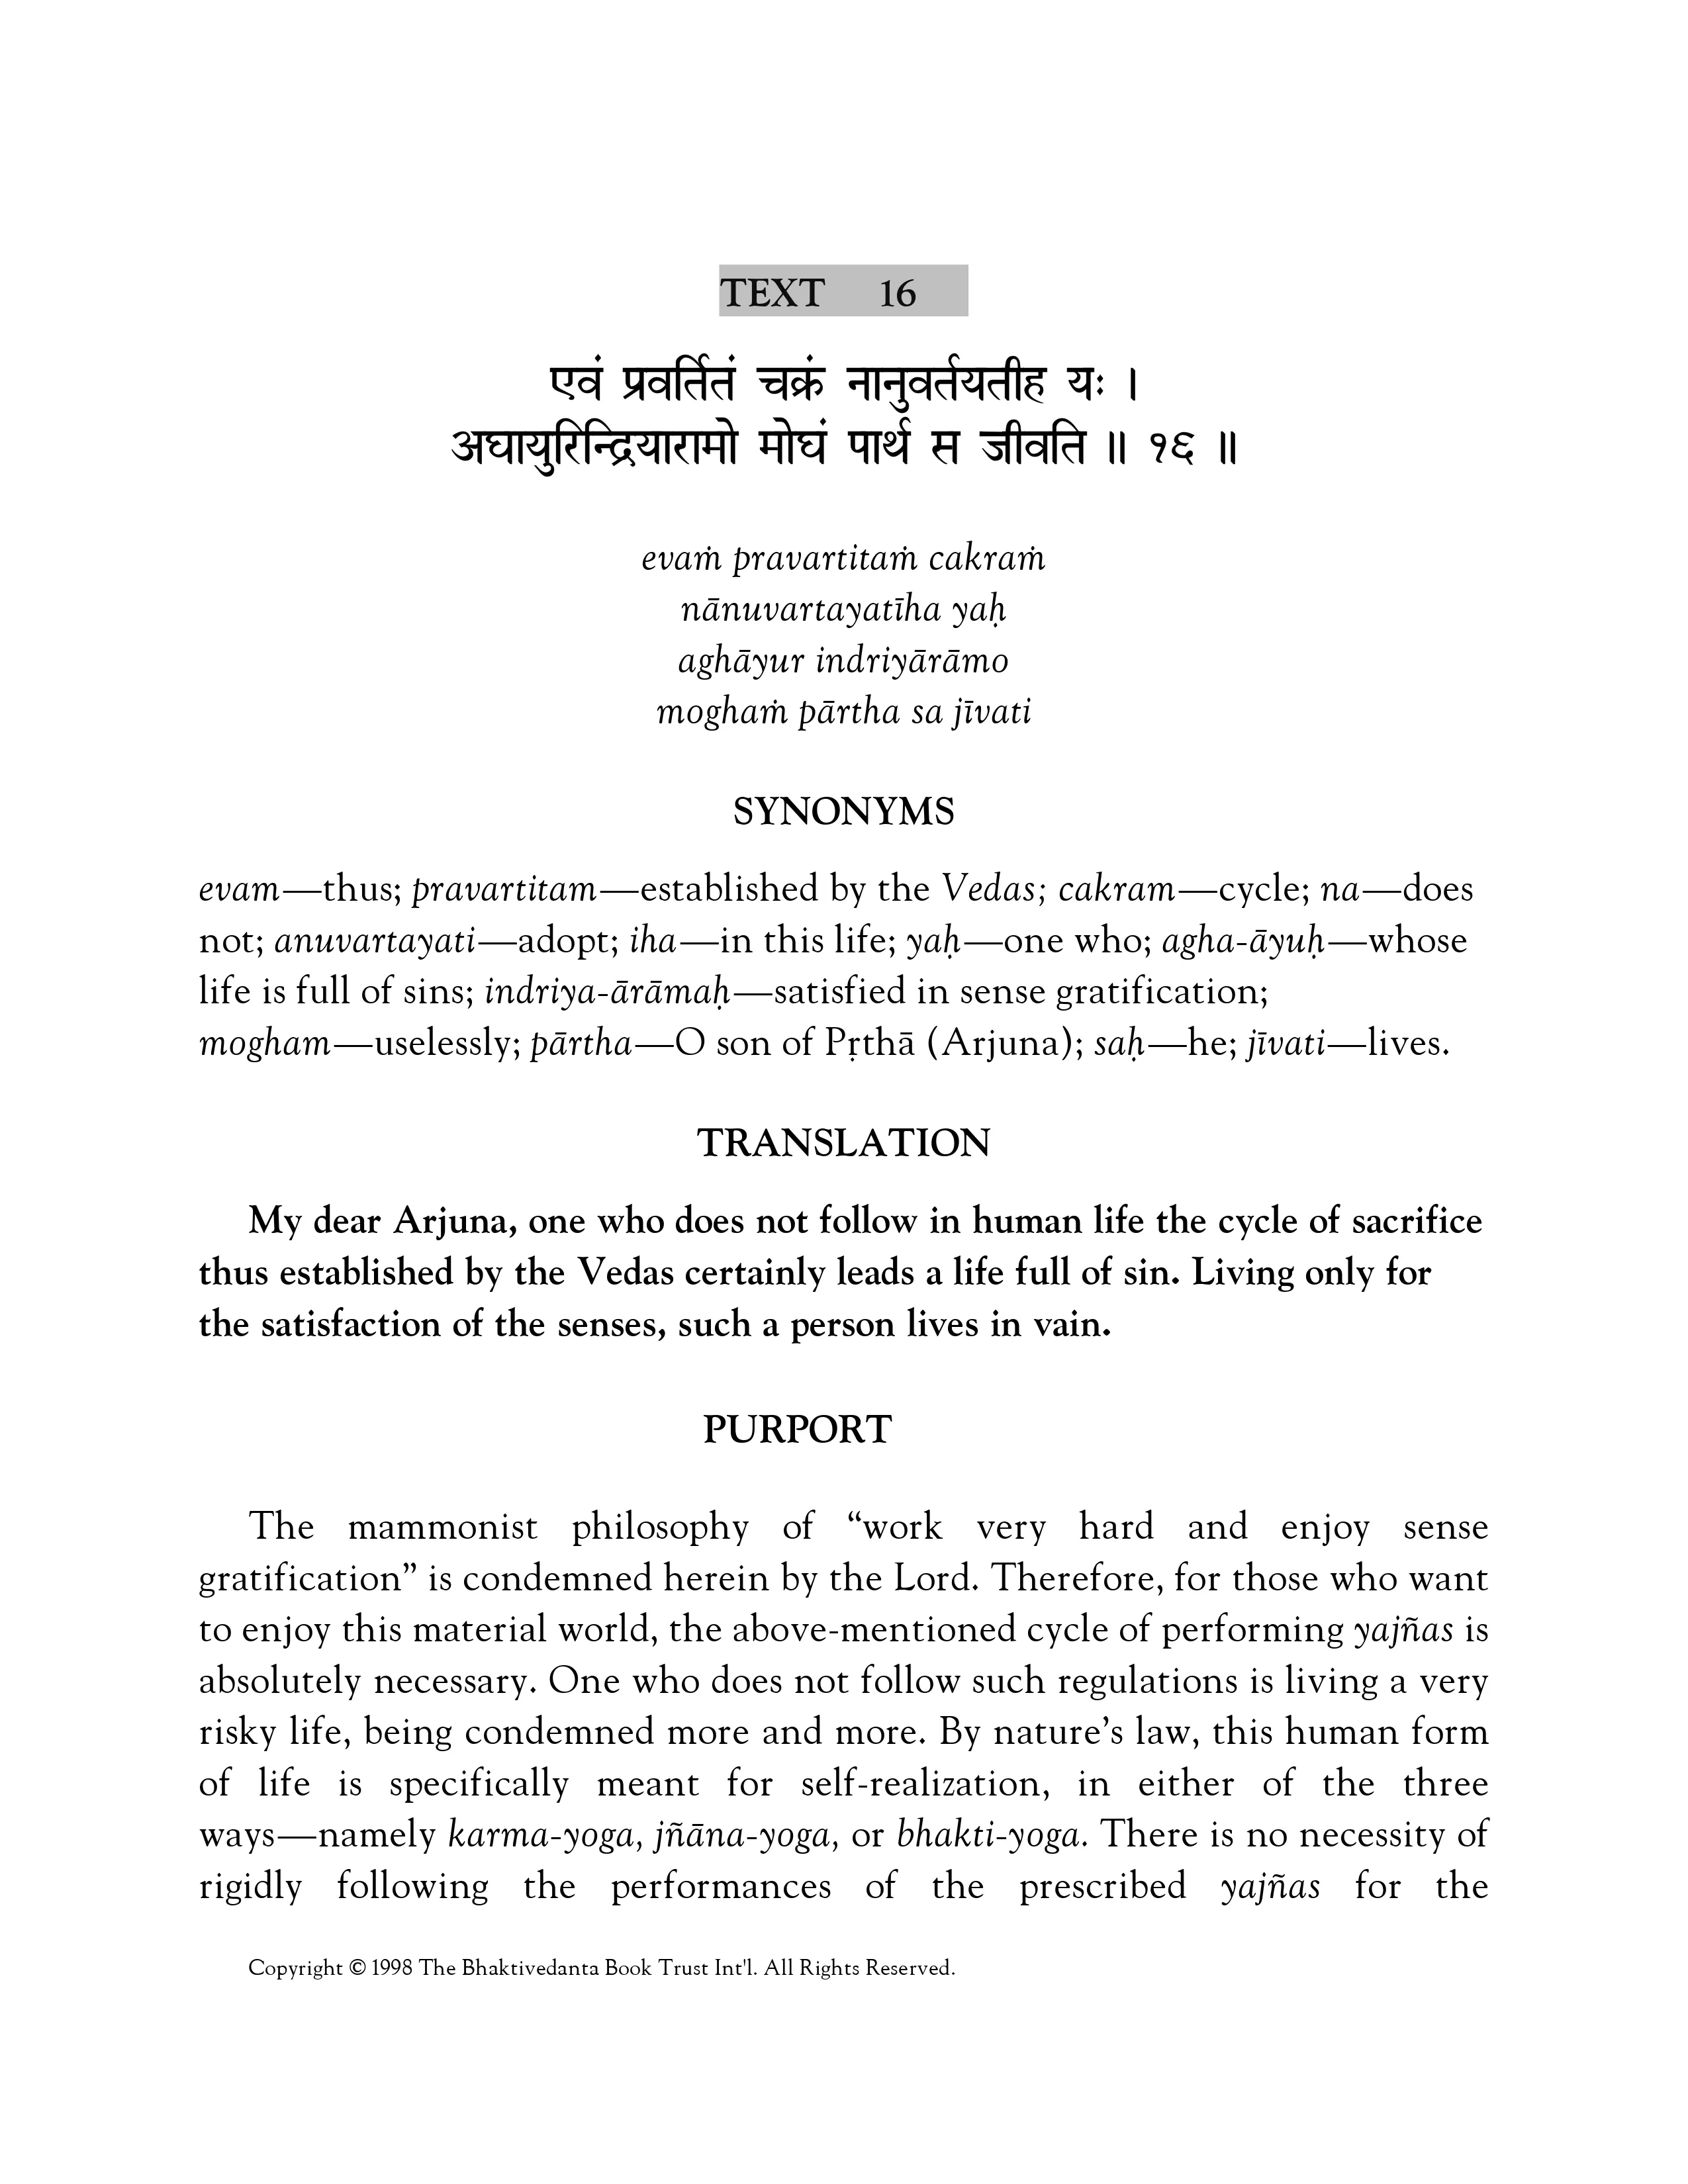 TEXT 16
एवं प्रवर्तितं चक्रं नानुवर्तयतीह यः ।
अघायुरिन्द्रियारामो मोघं पार्थ स जीवति ॥ १६ ॥
evaṁ pravartitaṁ cakraṁ
nānuvartayatīha yaḥ
aghāyur indriyārāmo
moghaṁ pārtha sa jīvati
SYNONYMS
evam—thus; pravartitam—established by the Vedas; cakram—cycle; na—does
not; anuvartayati—adopt; iha—in this life; yaḥ—one who; agha-āyuḥ—whose
life is full of sins; indriya-ārāmaḥ—satisfied in sense gratification;
mogham—uselessly; pārtha—O son of Pṛthā (Arjuna); saḥ—he; jīvati—lives.
TRANSLATION
My dear Arjuna, one who does not follow in human life the cycle of sacrifice
thus established by the Vedas certainly leads a life full of sin. Living only for
the satisfaction of the senses, such a person lives in vain.
PURPORT
The mammonist philosophy of “work very hard and enjoy sense
gratification” is condemned herein by the Lord. Therefore, for those who want
to enjoy this material world, the above-mentioned cycle of performing yajñas is
absolutely necessary. One who does not follow such regulations is living a very
risky life, being condemned more and more. By nature’s law, this human form
of life is specifically meant for self-realization, in either of the three
ways—namely karma-yoga, jñāna-yoga, or bhakti-yoga. There is no necessity of
rigidly following the performances of the prescribed yajñas for the
Copyright © 1998 The Bhaktivedanta Book Trust Int'l. All Rights Reserved.